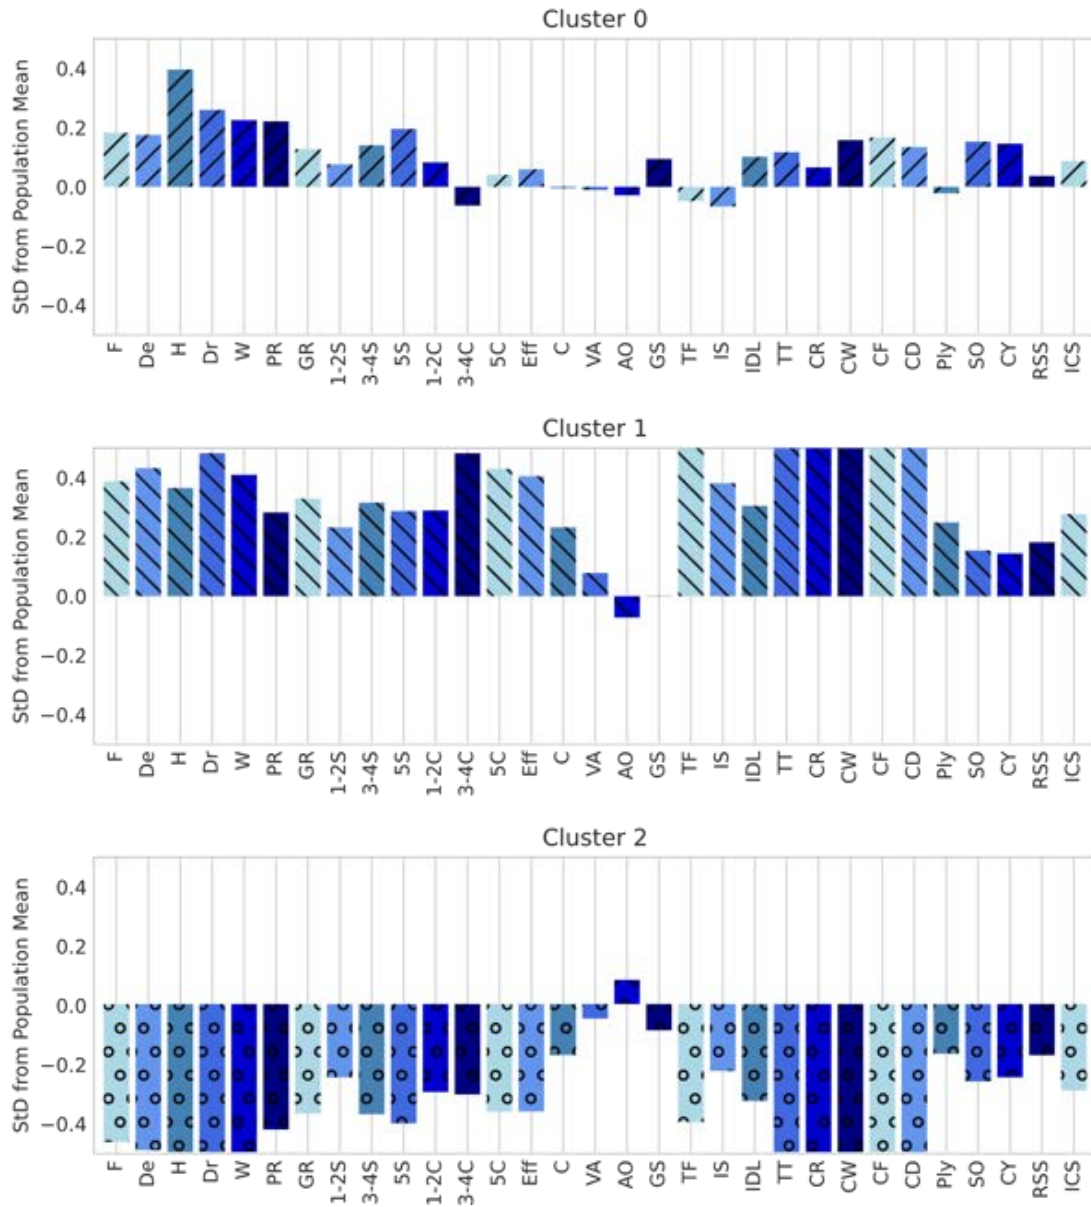 Cluster 0
StD from Population Mean
0.4
0.2
0.0
−0.2
−0.4
F De H Dr W PR GR 1-2S 3-4S 5S 1-2C 3-4C 5C Eff C VA AO GS TF IS IDL TT CR CW CF CD Ply SO CY RSS ICS
Cluster 1
StD from Population Mean
0.4
0.2
0.0
−0.2
−0.4
F De H Dr W PR GR 1-2S 3-4S 5S 1-2C 3-4C 5C Eff C VA AO GS TF IS IDL TT CR CW CF CD Ply SO CY RSS ICS
Cluster 2
StD from Population Mean
0.4
0.2
0.0
−0.2
−0.4
F De H Dr W PR GR 1-2S 3-4S 5S 1-2C 3-4C 5C Eff C VA AO GS TF IS IDL TT CR CW CF CD Ply SO CY RSS ICS